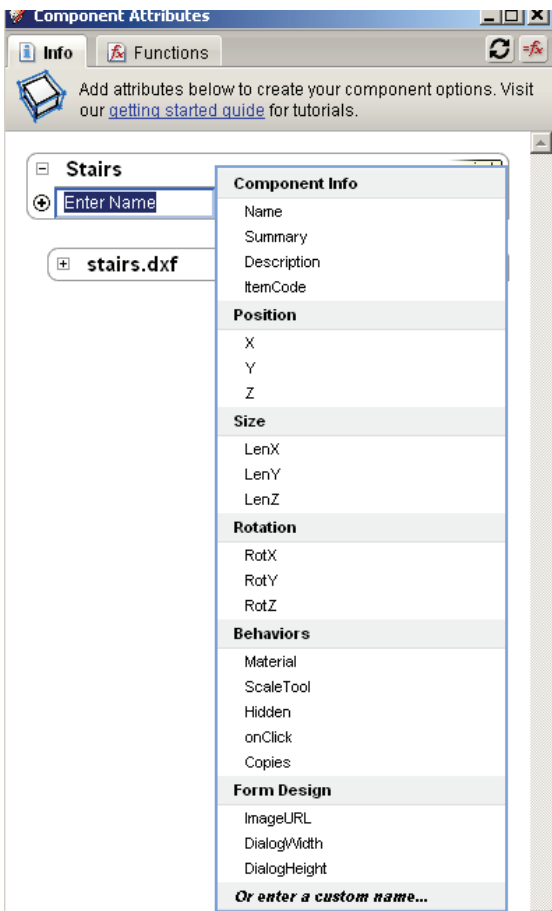 Component Attributes
Info
Functions
=fx
Add attributes below to create your component options. Visit
our getting started guide for tutorials.
Stairs
Enter Name
stairs.dxf
Component Info
Name
Summary
Description
ItemCode
Position
X
Y
Z
Size
LenX
LenY
LenZ
Rotation
RotX
RotY
RotZ
Behaviors
Material
ScaleTool
Hidden
onClick
Copies
Form Design
ImageURL
DialogWidth
DialogHeight
Or enter a custom name...